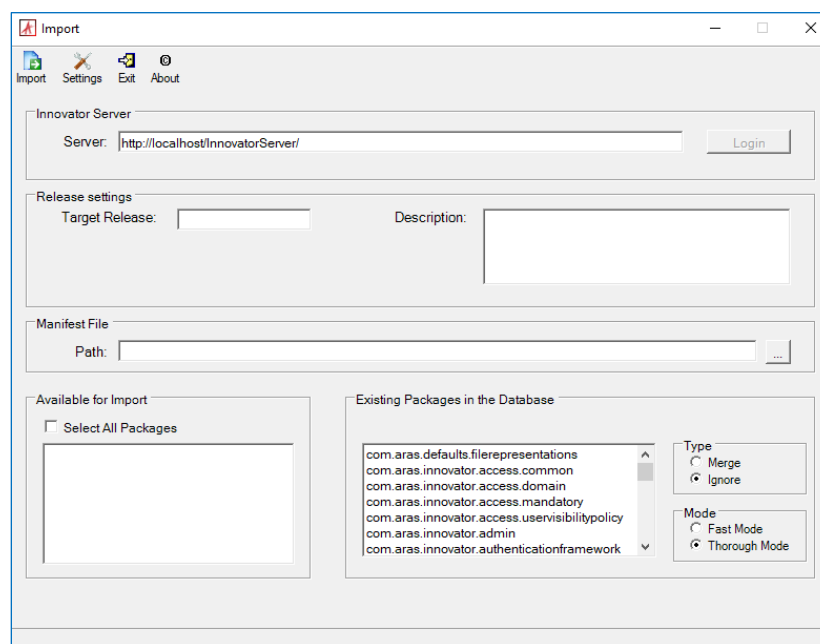 Import
Import Settings Exit About
Innovator Server
Server: http://localhost/InnovatorServer/ Login
Release settings
Target Release: Description:
Manifest File
Path: ...
Available for Import
Select All Packages
Existing Packages in the Database
com.aras.defaults.filerepresentations
com.aras.innovator.access.common
com.aras.innovator.access.domain
com.aras.innovator.access.mandatory
com.aras.innovator.access.uservisibilitypolicy
com.aras.innovator.admin
com.aras.innovator.authenticationframework
Type
Merge
Ignore
Mode
Fast Mode
Thorough Mode